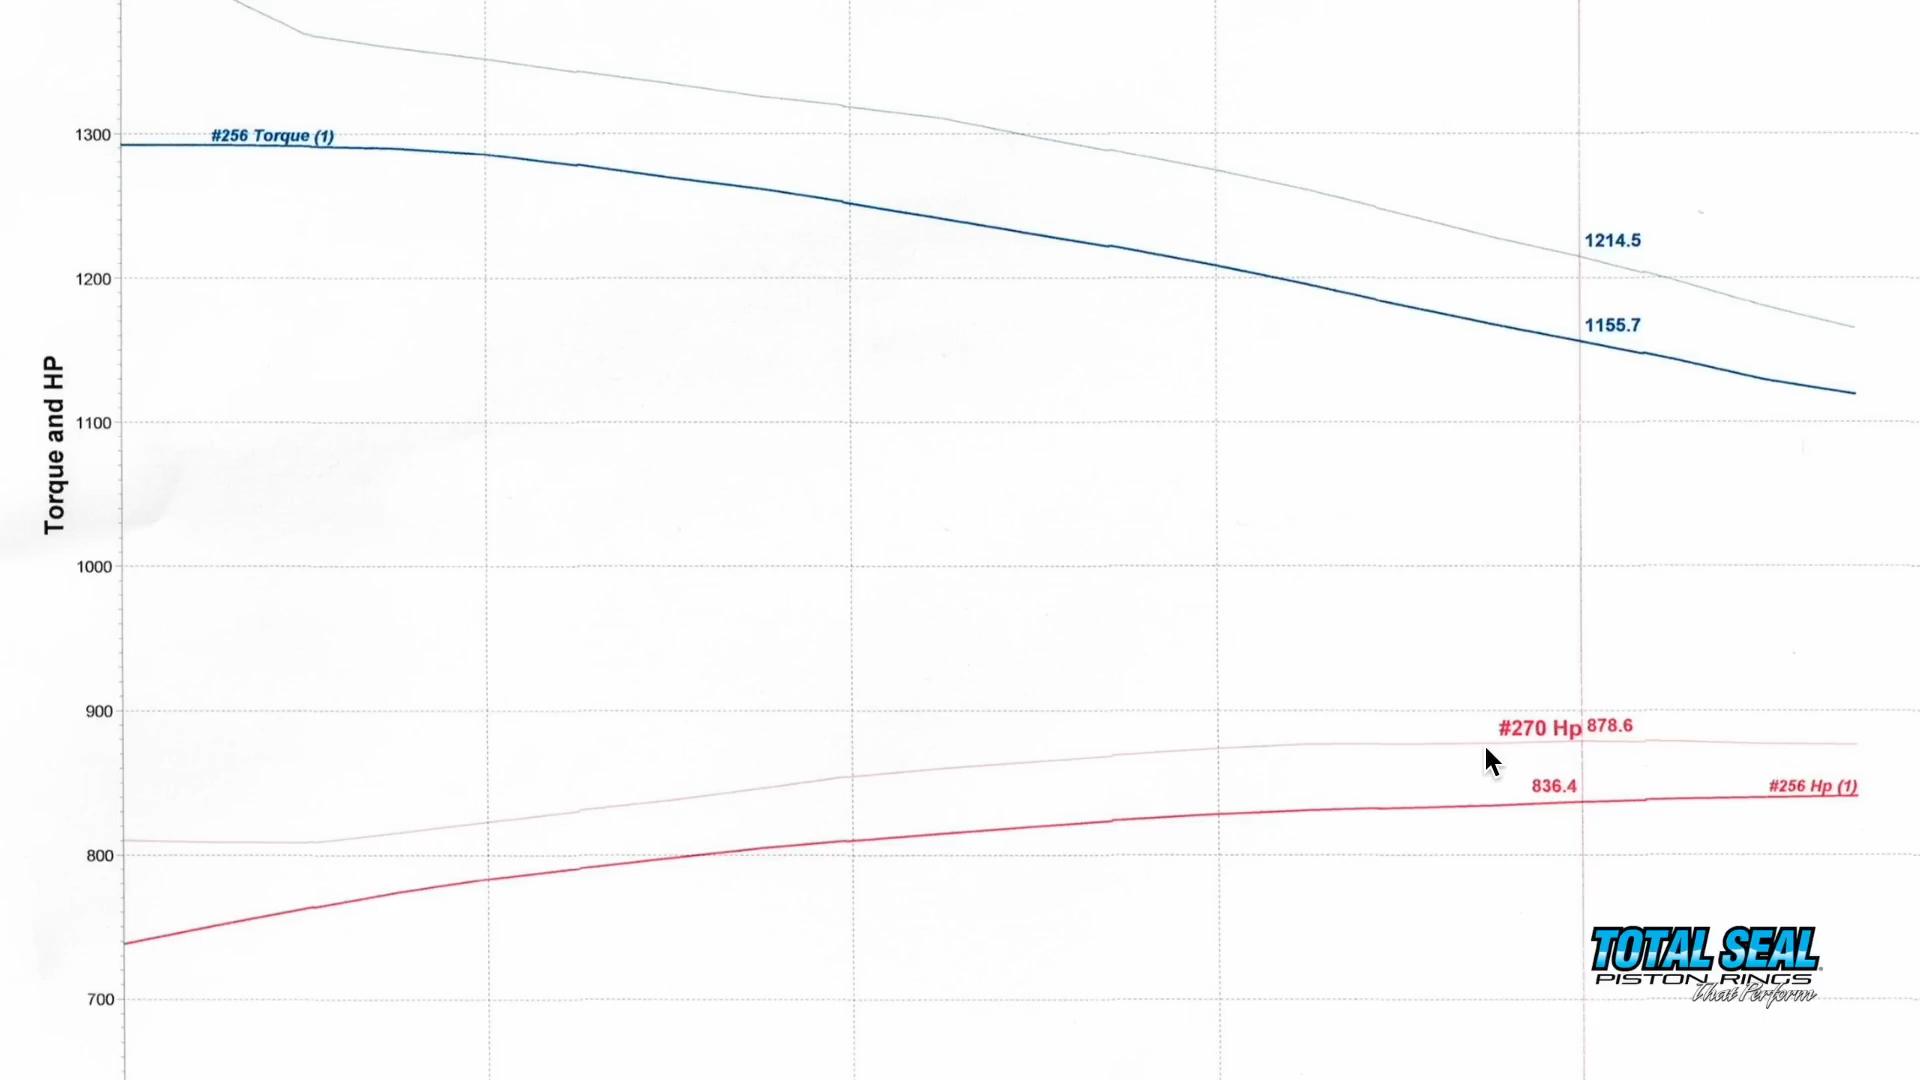 1300
#256 Torque (1)
1214.5
1200
1155.7
Torque and HP
1100
1000
900
#270 Hp 878.6
836.4
#256 Hp (1)
800
TOTAL SEAL
PISTON RINGS
That Perform
700